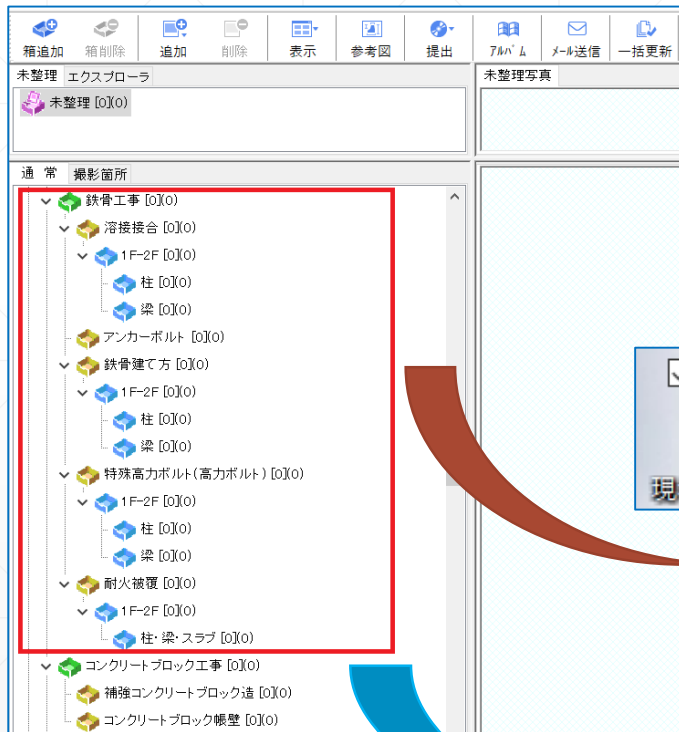 箱追加 箱削除 追加 削除 表示 参考図 提出 ｱﾙﾊﾞﾑ メール送信 一括更新
未整理 エクスプローラ 未整理写真
未整理 [0](0)
通 常 撮影箇所
鉄骨工事 [0](0)
溶接接合 [0](0)
1F-2F [0](0)
柱 [0](0)
梁 [0](0)
アンカーボルト [0](0)
鉄骨建て方 [0](0)
1F-2F [0](0)
柱 [0](0)
梁 [0](0)
特殊高力ボルト(高力ボルト) [0](0)
1F-2F [0](0)
柱 [0](0)
梁 [0](0)
耐火被覆 [0](0)
1F-2F [0](0)
柱・梁・スラブ [0](0)
コンクリートブロック工事 [0](0)
補強コンクリートブロック造 [0](0)
コンクリートブロック帳壁 [0](0)
現